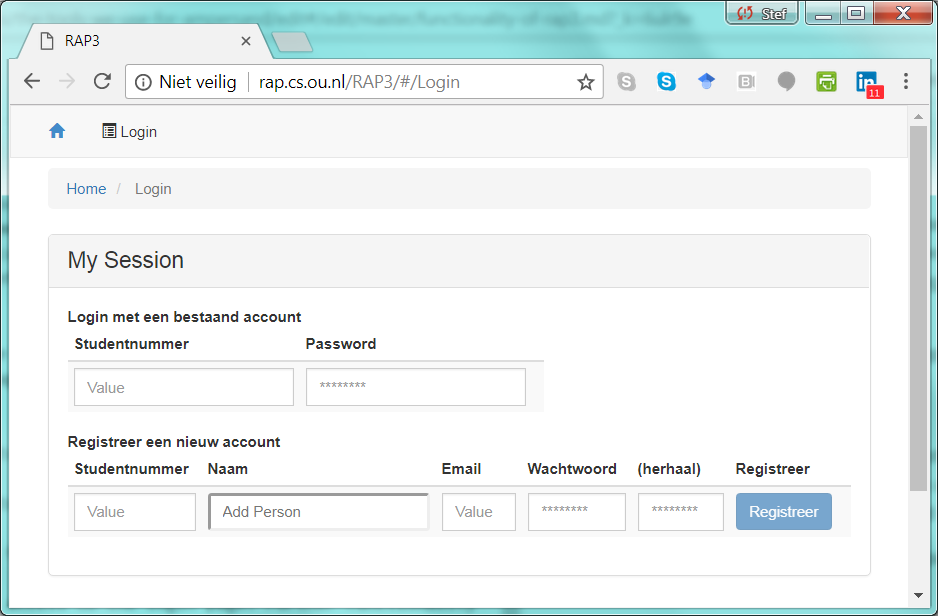 Stef
RAP3
Niet veilig rap.cs.ou.nl/RAP3/#/Login
11
Login
Home / Login
My Session
Login met een bestaand account
Studentnummer Password
Value ********
Registreer een nieuw account
Studentnummer Naam Email Wachtwoord (herhaal) Registreer
Value Add Person Value ******** ******** Registreer